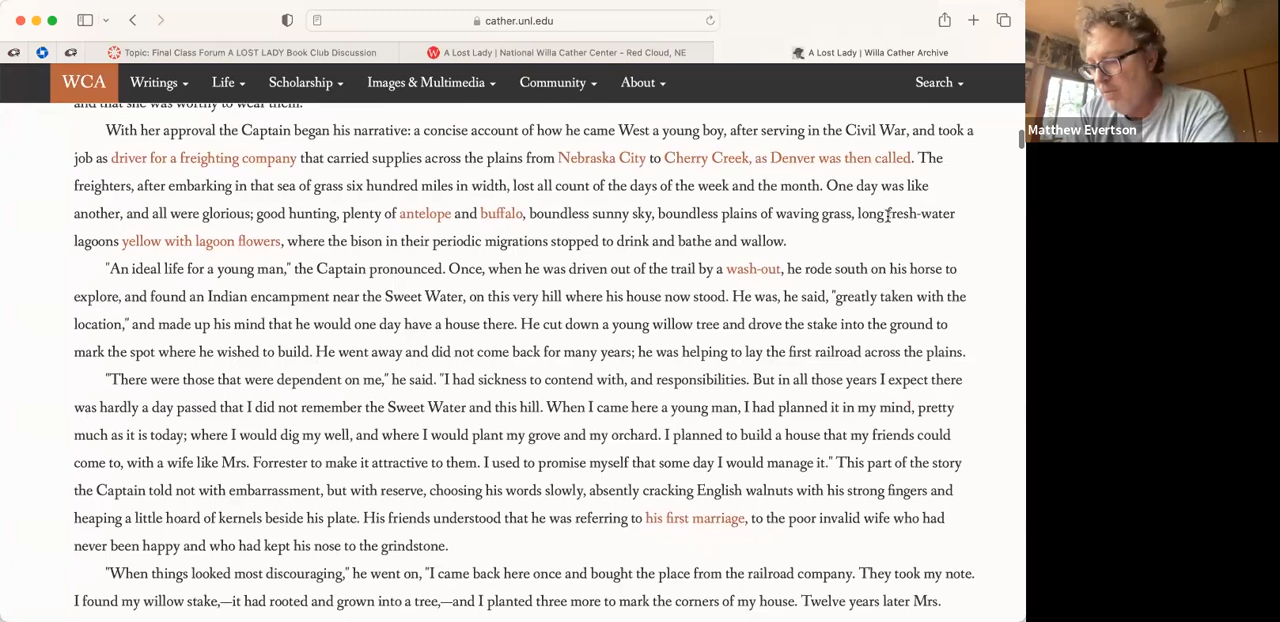 cather.unl.edu
Topic: Final Class Forum A LOST LADY Book Club Discussion
A Lost Lady | National Willa Cather Center - Red Cloud, NE
A Lost Lady | Willa Cather Archive
WCA Writings Life Scholarship Images & Multimedia Community About Search
Matthew Evertson
and that she was worthy to wear them.
With her approval the Captain began his narrative: a concise account of how he came West a young boy, after serving in the Civil War, and took a
job as driver for a freighting company that carried supplies across the plains from Nebraska City to Cherry Creek, as Denver was then called. The
freighters, after embarking in that sea of grass six hundred miles in width, lost all count of the days of the week and the month. One day was like
another, and all were glorious; good hunting, plenty of antelope and buffalo, boundless sunny sky, boundless plains of waving grass, long fresh-water
lagoons yellow with lagoon flowers, where the bison in their periodic migrations stopped to drink and bathe and wallow.
"An ideal life for a young man," the Captain pronounced. Once, when he was driven out of the trail by a wash-out, he rode south on his horse to
explore, and found an Indian encampment near the Sweet Water, on this very hill where his house now stood. He was, he said, "greatly taken with the
location," and made up his mind that he would one day have a house there. He cut down a young willow tree and drove the stake into the ground to
mark the spot where he wished to build. He went away and did not come back for many years; he was helping to lay the first railroad across the plains.
"There were those that were dependent on me," he said. "I had sickness to contend with, and responsibilities. But in all those years I expect there
was hardly a day passed that I did not remember the Sweet Water and this hill. When I came here a young man, I had planned it in my mind, pretty
much as it is today; where I would dig my well, and where I would plant my grove and my orchard. I planned to build a house that my friends could
come to, with a wife like Mrs. Forrester to make it attractive to them. I used to promise myself that some day I would manage it." This part of the story
the Captain told not with embarrassment, but with reserve, choosing his words slowly, absently cracking English walnuts with his strong fingers and
heaping a little hoard of kernels beside his plate. His friends understood that he was referring to his first marriage, to the poor invalid wife who had
never been happy and who had kept his nose to the grindstone.
"When things looked most discouraging," he went on, "I came back here once and bought the place from the railroad company. They took my note.
I found my willow stake,—it had rooted and grown into a tree,—and I planted three more to mark the corners of my house. Twelve years later Mrs.